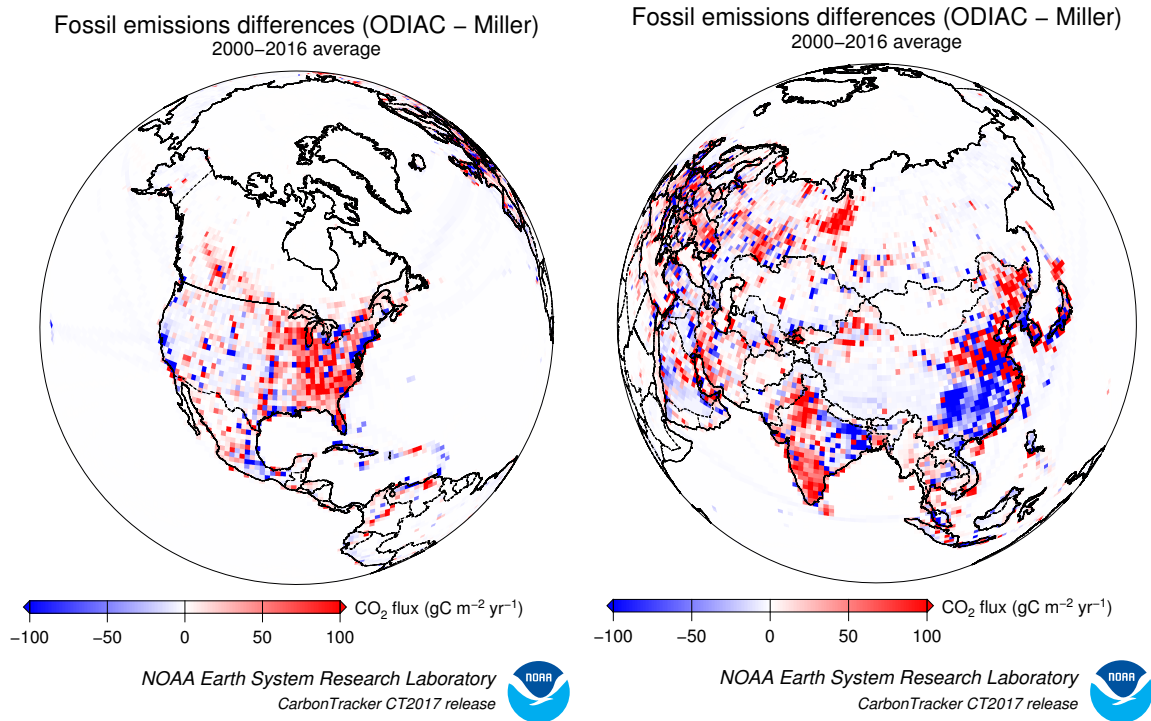 Fossil emissions differences (ODIAC − Miller)
2000−2016 average
CO₂ flux (gC m⁻² yr⁻¹)
−100 −50 0 50 100
NOAA Earth System Research Laboratory
CarbonTracker CT2017 release
NOAA
Fossil emissions differences (ODIAC − Miller)
2000−2016 average
CO₂ flux (gC m⁻² yr⁻¹)
−100 −50 0 50 100
NOAA Earth System Research Laboratory
CarbonTracker CT2017 release
NOAA